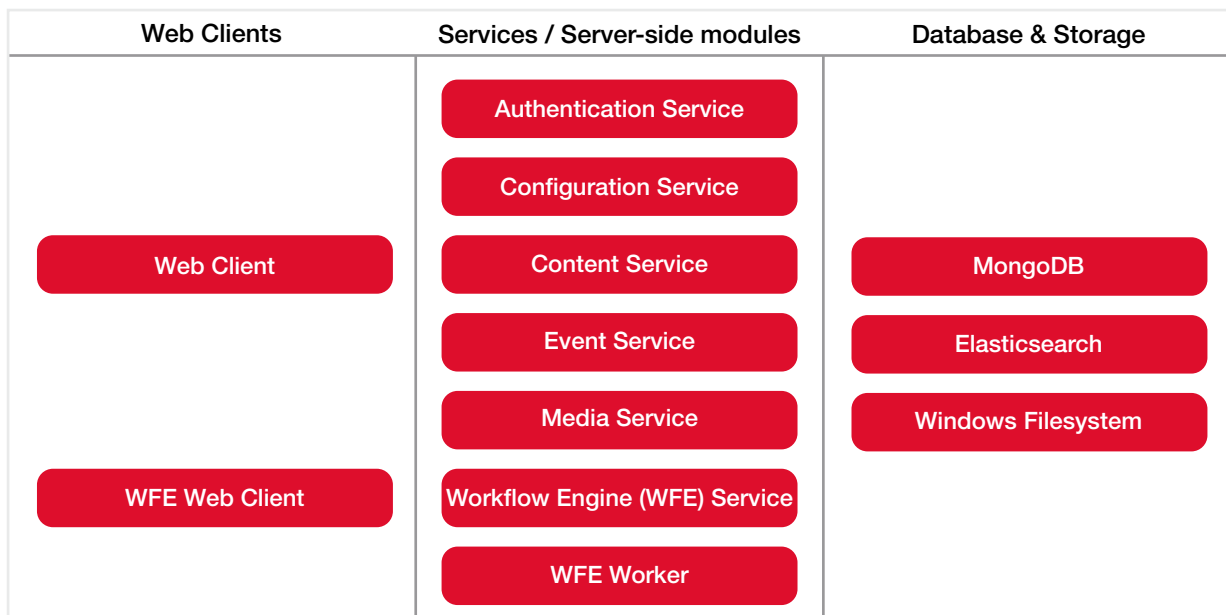 Web Clients
Services / Server-side modules
Database & Storage
Authentication Service
Configuration Service
Web Client
Content Service
MongoDB
Event Service
Elasticsearch
Media Service
Windows Filesystem
WFE Web Client
Workflow Engine (WFE) Service
WFE Worker